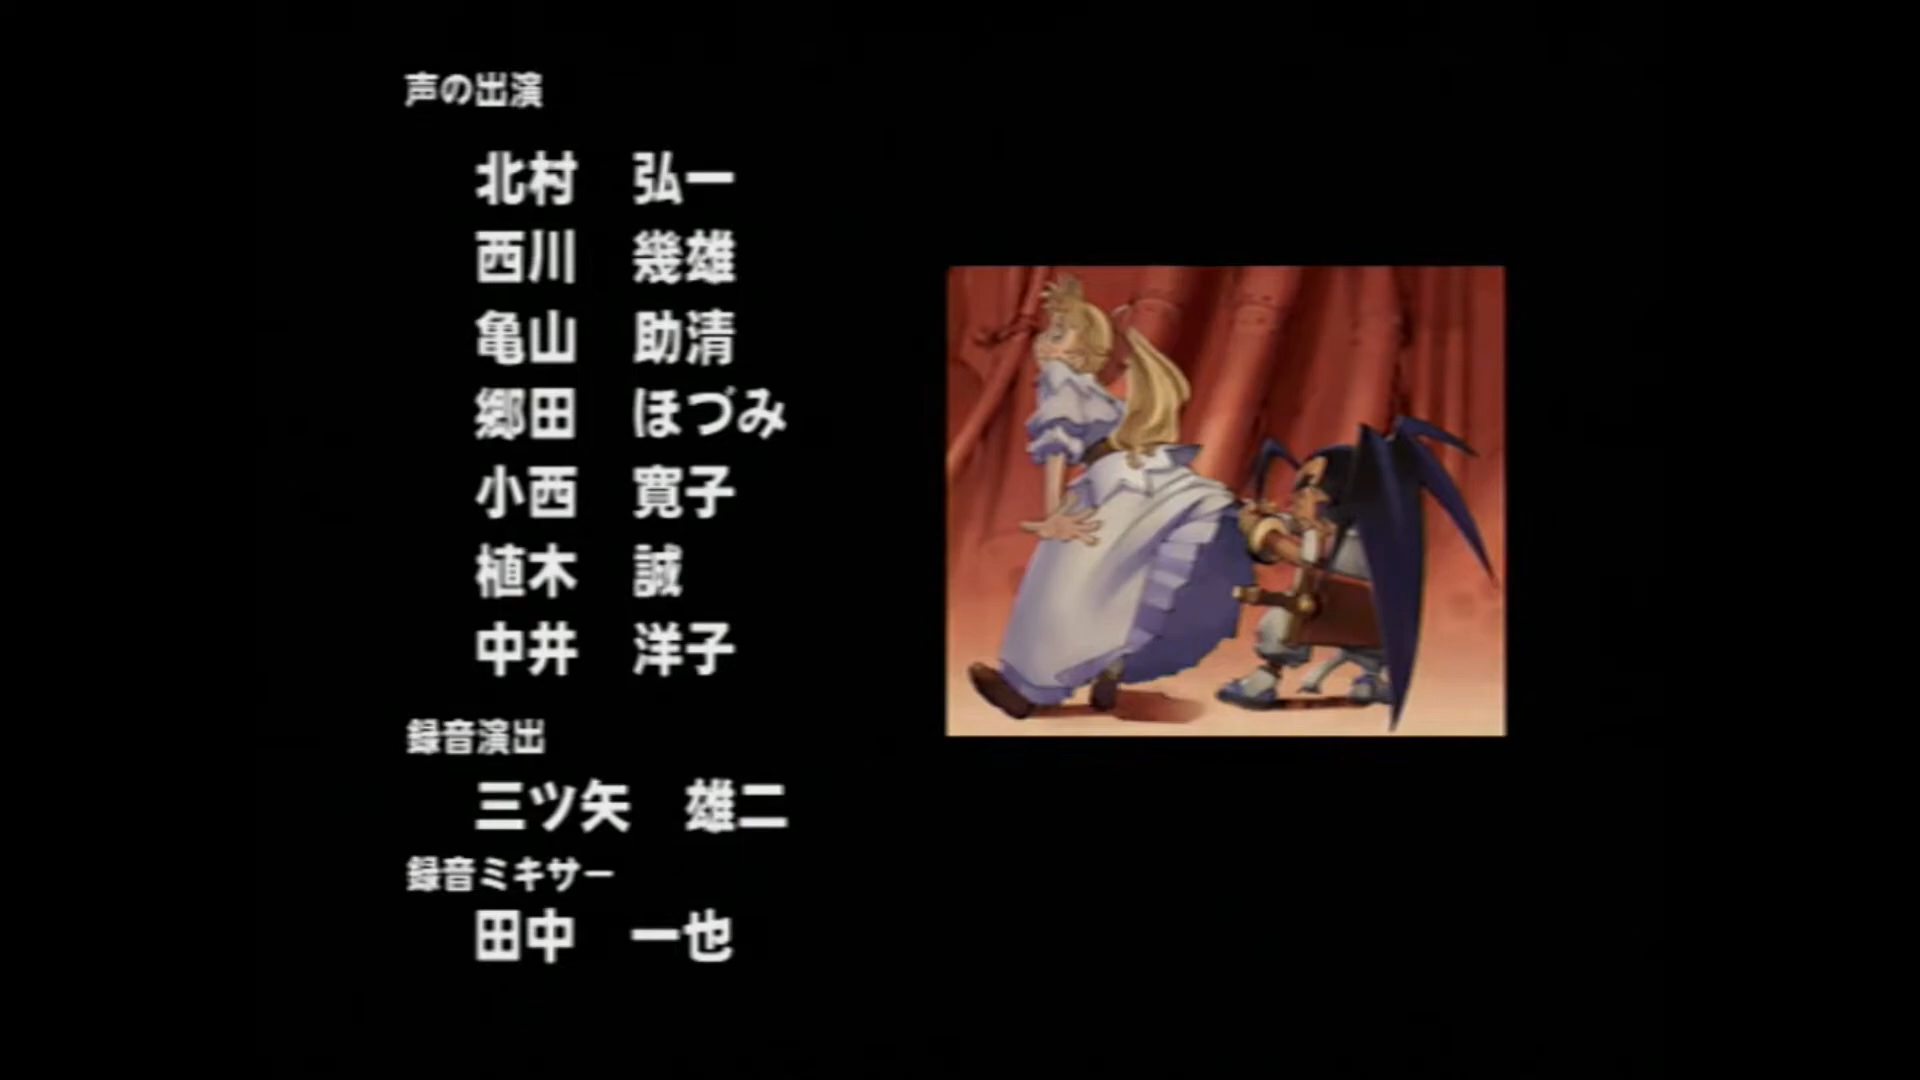 声の出演
北村　弘一
西川　幾雄
亀山　助清
郷田　ほづみ
小西　寛子
植木　誠
中井　洋子
録音演出
三ツ矢　雄二
録音ミキサー
田中　一也